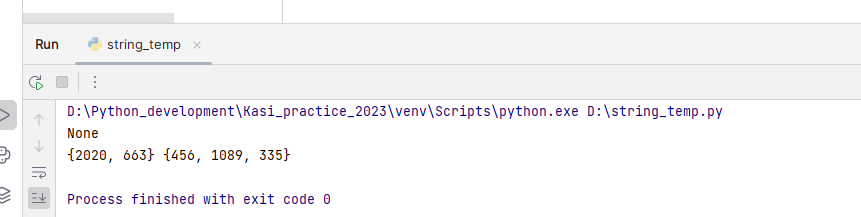 Run string_temp
D:\Python_development\Kasi_practice_2023\venv\Scripts\python.exe D:\string_temp.py
None
{2020, 663} {456, 1089, 335}
Process finished with exit code 0